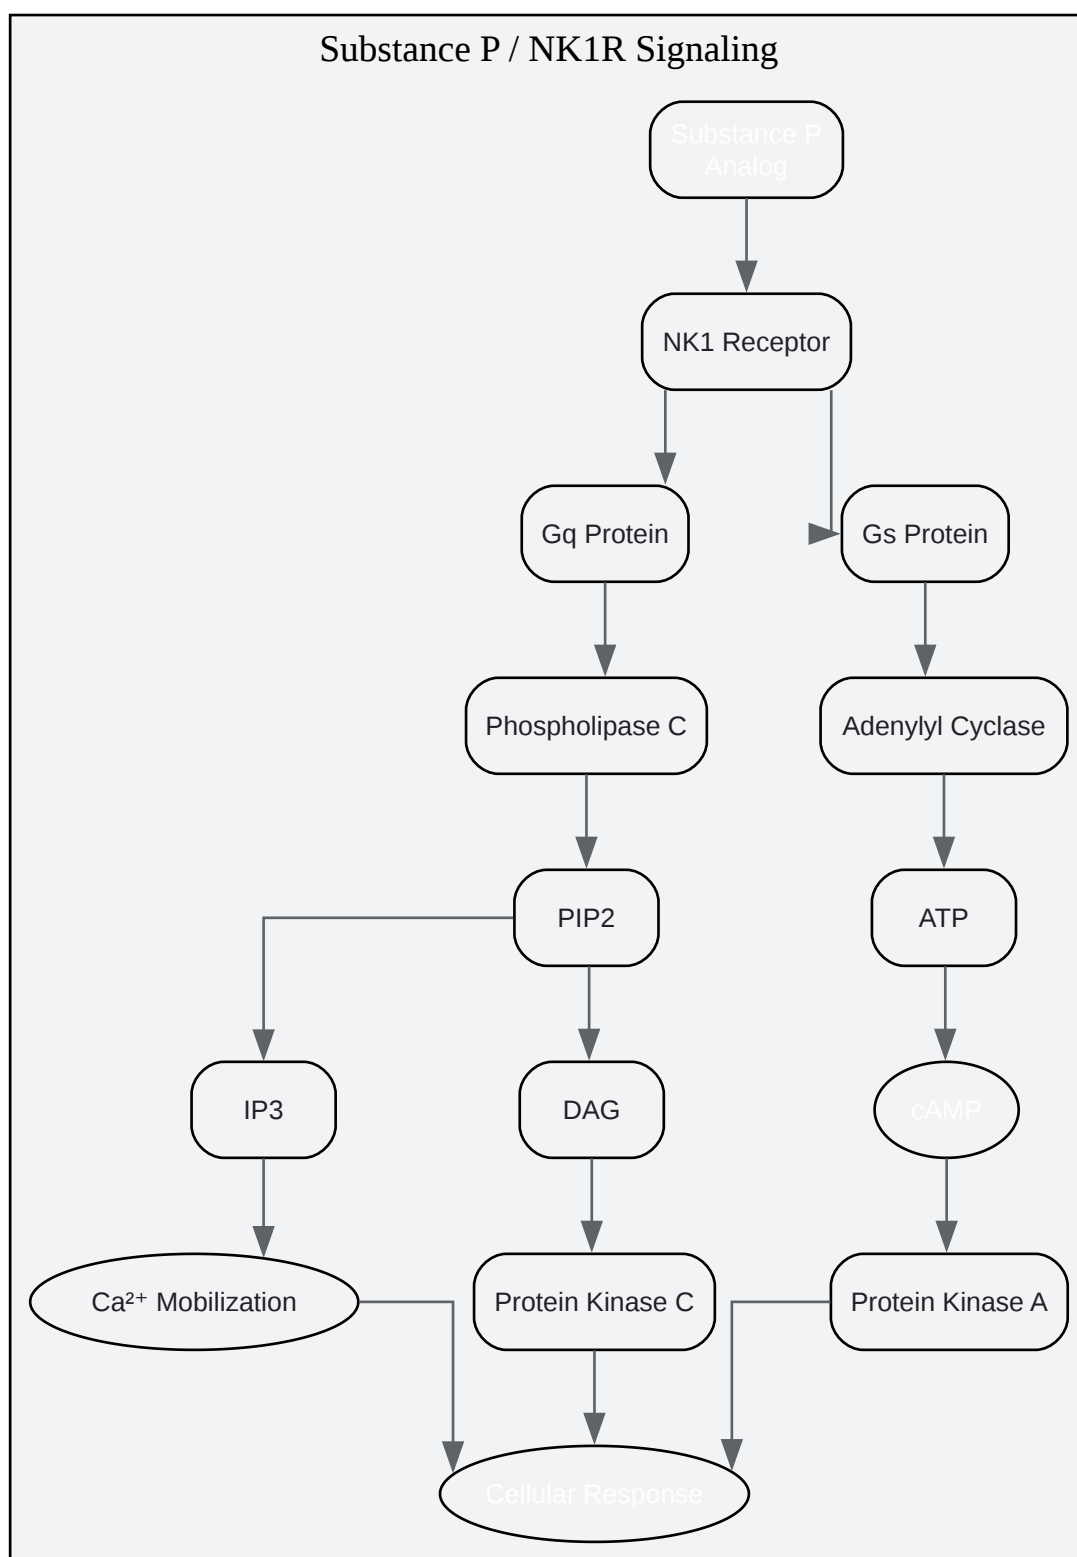 Substance P / NK1R Signaling
Substance P
Analog
NK1 Receptor
Gq Protein
Gs Protein
Phospholipase C
Adenylyl Cyclase
PIP2
ATP
IP3
DAG
cAMP
Ca²⁺ Mobilization
Protein Kinase C
Protein Kinase A
Cellular Response